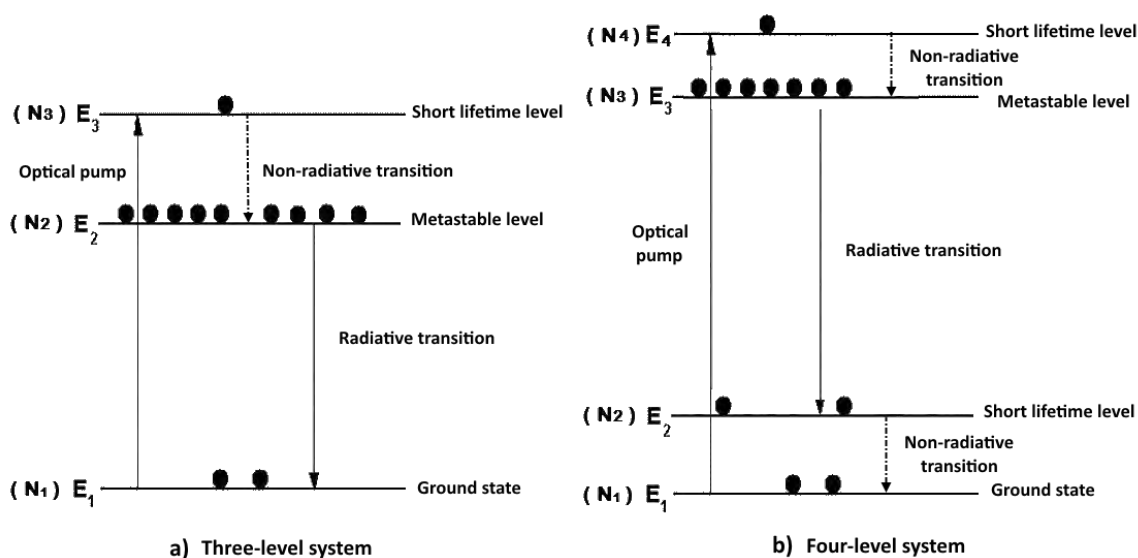 (N3) E3
Short lifetime level
Optical pump
Non-radiative transition
(N2) E2
Metastable level
Radiative transition
(N1) E1
Ground state
a) Three-level system
(N4) E4
Short lifetime level
Non-radiative
transition
(N3) E3
Metastable level
Optical
pump
Radiative transition
(N2) E2
Short lifetime level
Non-radiative
transition
(N1) E1
Ground state
b) Four-level system